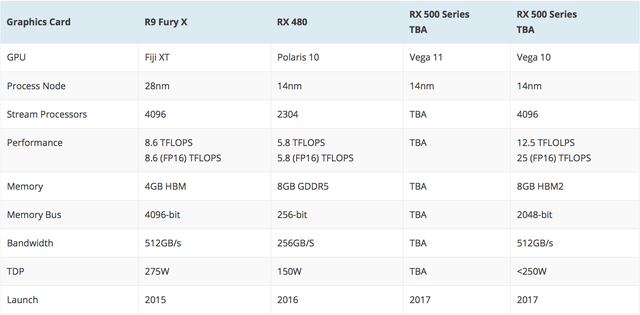 Graphics Card R9 Fury X RX 480 RX 500 Series TBA RX 500 Series TBA
GPU Fiji XT Polaris 10 Vega 11 Vega 10
Process Node 28nm 14nm 14nm 14nm
Stream Processors 4096 2304 TBA 4096
Performance 8.6 TFLOPS 5.8 TFLOPS TBA 12.5 TFLOLPS
8.6 (FP16) TFLOPS 5.8 (FP16) TFLOPS 25 (FP16) TFLOPS
Memory 4GB HBM 8GB GDDR5 TBA 8GB HBM2
Memory Bus 4096-bit 256-bit TBA 2048-bit
Bandwidth 512GB/s 256GB/S TBA 512GB/s
TDP 275W 150W TBA <250W
Launch 2015 2016 2017 2017